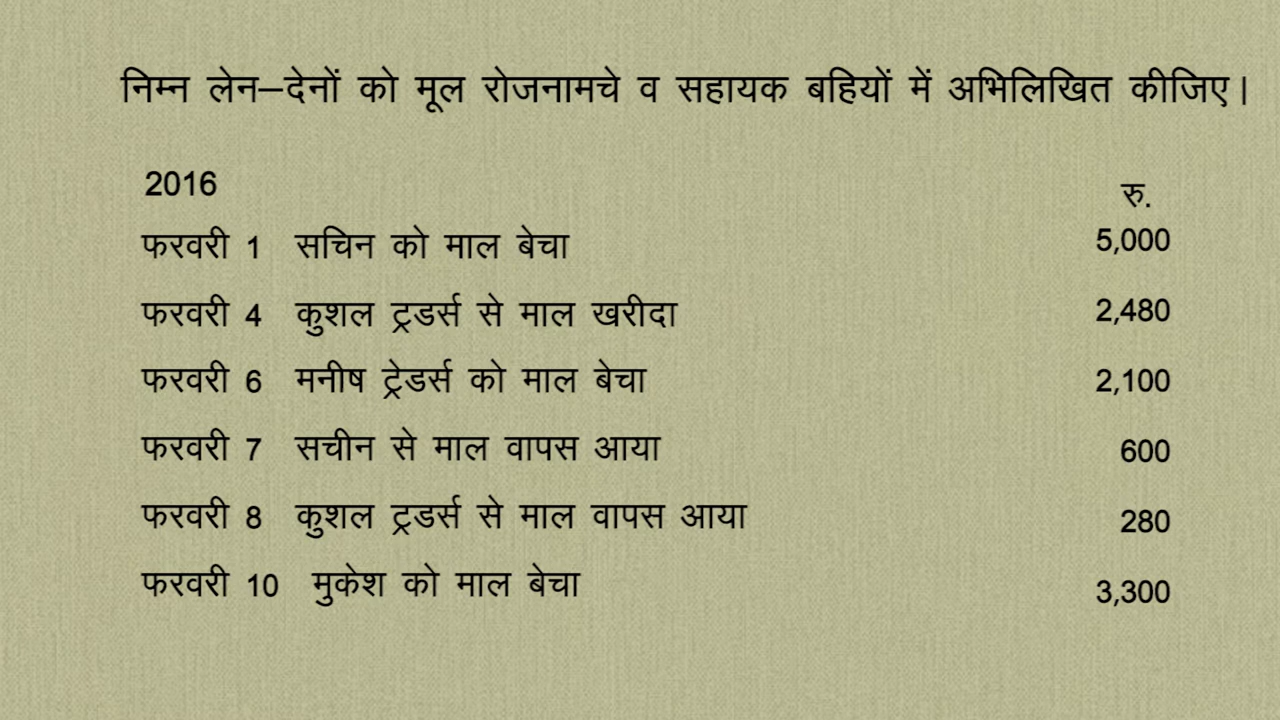 निम्न लेन–देनों को मूल रोजनामचे व सहायक बहियों में अभिलिखित कीजिए।
2016 रु.
फरवरी 1 सचिन को माल बेचा 5,000
फरवरी 4 कुशल ट्रडर्स से माल खरीदा 2,480
फरवरी 6 मनीष ट्रेडर्स को माल बेचा 2,100
फरवरी 7 सचीन से माल वापस आया 600
फरवरी 8 कुशल ट्रडर्स से माल वापस आया 280
फरवरी 10 मुकेश को माल बेचा 3,300